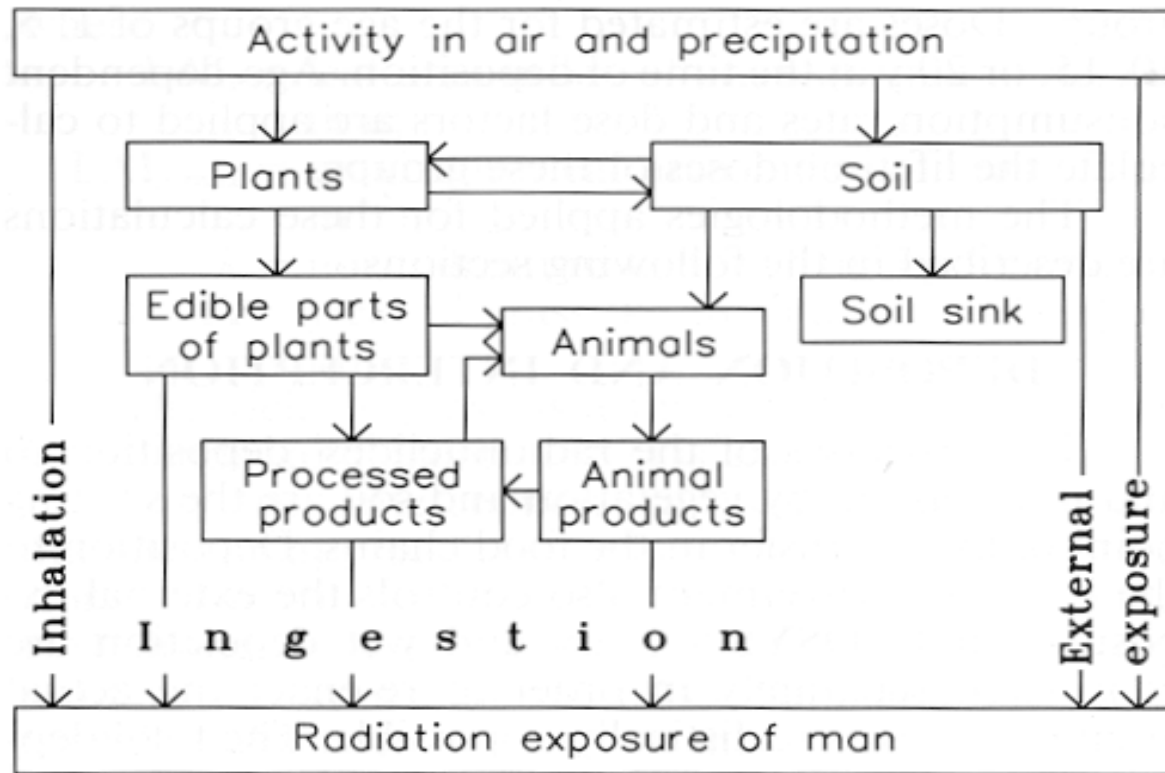 Activity in air and precipitation
Plants
Soil
Edible parts
of plants
Animals
Soil sink
Processed
products
Animal
products
Inhalation
Ingestion
External
exposure
Radiation exposure of man